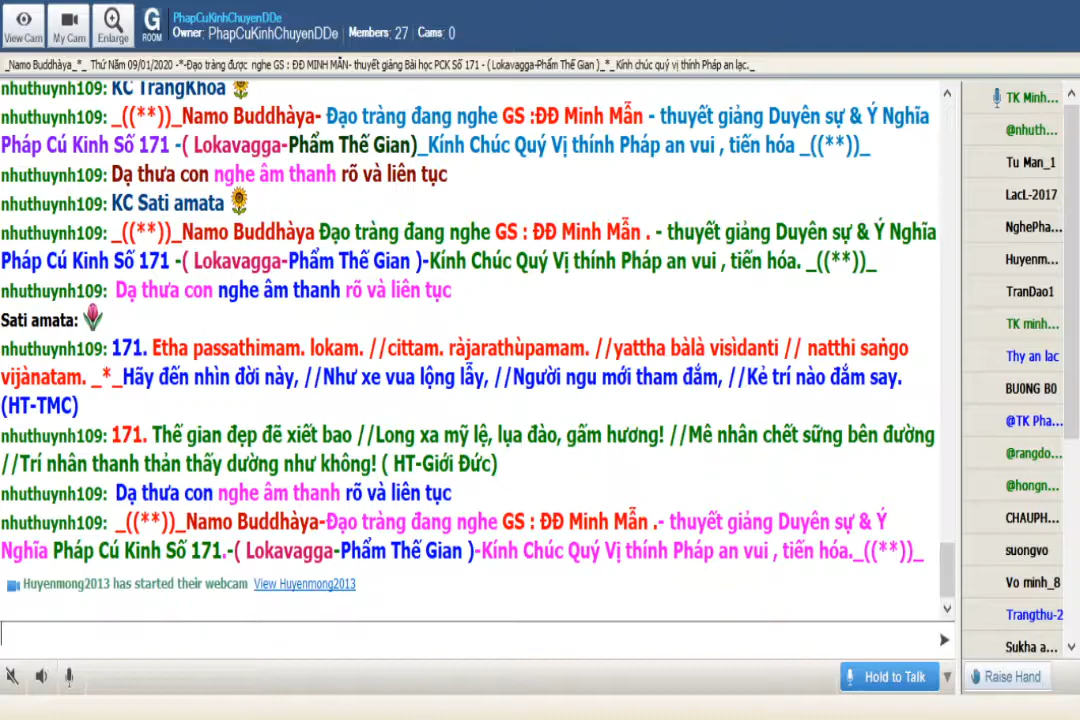 PhapCuKinhChuyenDDe
View Cam My Cam Enlarge G ROOM Owner: PhapCuKinhChuyenDDe Members: 27 Cams: 0
_Namo Buddhàya_*_ Thứ Năm 09/01/2020 -*-Đạo tràng được nghe GS : ĐĐ MINH MẪN- thuyết giảng Bài học PCK Số 171 - ( Lokavagga-Phẩm Thế Gian )_*_ Kính chúc quý vị thính Pháp an lạc._
nhuthuynh109: KC TrangKhoa
nhuthuynh109: _((**))_Namo Buddhàya- Đạo tràng đang nghe GS :ĐĐ Minh Mẫn - thuyết giảng Duyên sự & Ý Nghĩa
Pháp Cú Kinh Số 171 -( Lokavagga-Phẩm Thế Gian)_Kính Chúc Quý Vị thính Pháp an vui , tiến hóa _((**))_
nhuthuynh109: Dạ thưa con nghe âm thanh rõ và liên tục
nhuthuynh109: KC Sati amata
nhuthuynh109: _((**))_Namo Buddhàya Đạo tràng đang nghe GS : ĐĐ Minh Mẫn . - thuyết giảng Duyên sự & Ý Nghĩa
Pháp Cú Kinh Số 171 -( Lokavagga-Phẩm Thế Gian )-Kính Chúc Quý Vị thính Pháp an vui , tiến hóa. _((**))_
nhuthuynh109: Dạ thưa con nghe âm thanh rõ và liên tục
Sati amata:
nhuthuynh109: 171. Etha passathimam. lokam. //cittam. ràjarathùpamam. //yattha bàlà visìdanti // natthi saṅgo
vijànatam. _*_Hãy đến nhìn đời này, //Như xe vua lộng lẫy, //Người ngu mới tham đắm, //Kẻ trí nào đắm say.
(HT-TMC)
nhuthuynh109: 171. Thế gian đẹp đẽ xiết bao //Long xa mỹ lệ, lụa đào, gấm hương! //Mê nhân chết sững bên đường
//Trí nhân thanh thản thấy dường như không! ( HT-Giới Đức)
nhuthuynh109: Dạ thưa con nghe âm thanh rõ và liên tục
nhuthuynh109: _((**))_Namo Buddhàya-Đạo tràng đang nghe GS : ĐĐ Minh Mẫn .- thuyết giảng Duyên sự & Ý
Nghĩa Pháp Cú Kinh Số 171.-( Lokavagga-Phẩm Thế Gian )-Kính Chúc Quý Vị thính Pháp an vui , tiến hóa._((**))_
Huyenmong2013 has started their webcam View Huyenmong2013
Hold to Talk
TK Minh...
@nhuth...
Tu Man_1
LacL-2017
NghePha...
Huyenm...
TranDao1
TK minh...
Thy an lac
BU0NG B0
@TK Pha...
@rangdo...
@hongn...
CHAUPH...
suongvo
Vo minh_8
Trangthu-2
Sukha a...
Raise Hand